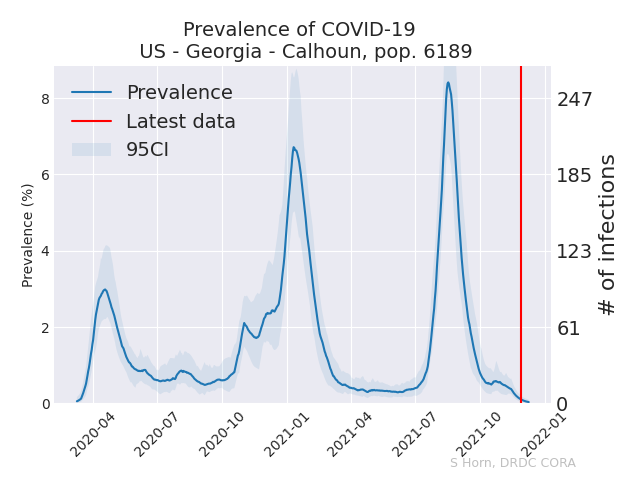 Prevalence of COVID-19
US - Georgia - Calhoun, pop. 6189
Prevalence
Latest data
95CI
Prevalence (%)
8
6
4
2
0
247
185
123
61
0
# of infections
2020-04
2020-07
2020-10
2021-01
2021-04
2021-07
2021-10
2022-01
S Horn, DRDC CORA